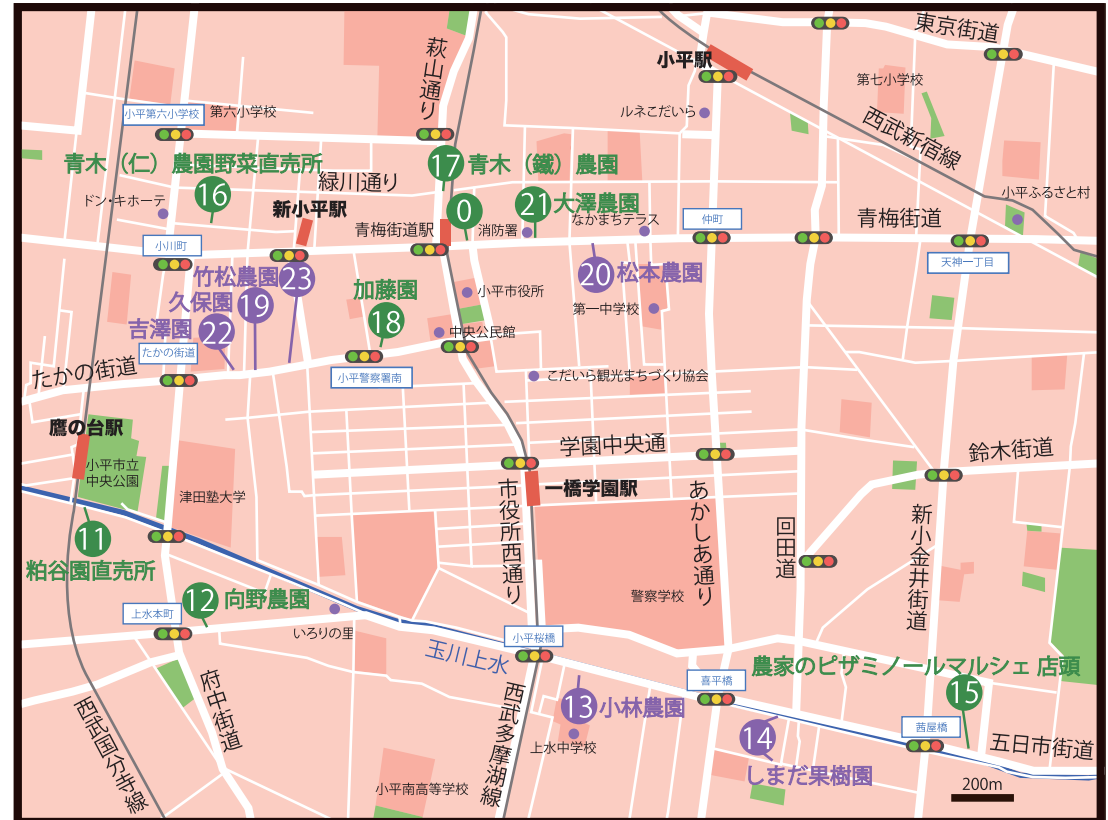 東京街道
萩山通り
小平駅
第七小学校
小平第六小学校
第六小学校
ルネこだいら
西武新宿線
青木（仁）農園野菜直売所
17
青木（鐵）農園
緑川通り
16
ドン・キホーテ
新小平駅
0
21
大澤農園
小平ふるさと村
なかまちテラス
仲町
青梅街道
青梅街道駅
消防署
小川町
天神一丁目
竹松農園
23
20
松本農園
加藤園
小平市役所
久保園
19
第一中学校
吉澤園
22
18
中央公民館
たかの街道
たかの街道
小平警察署南
こだいら観光まちづくり協会
鷹の台駅
学園中央通
鈴木街道
小平市立
中央公園
津田塾大学
一橋学園駅
市役所西通り
あかしあ通り
回田道
新小金井街道
11
粕谷園直売所
12
向野農園
警察学校
上水本町
いろりの里
小平桜橋
玉川上水
農家のピザミノールマルシェ 店頭
喜平橋
15
府中街道
西武国分寺線
西武多摩湖線
13
小林農園
茜屋橋
14
上水中学校
五日市街道
しまだ果樹園
小平南高等学校
200m